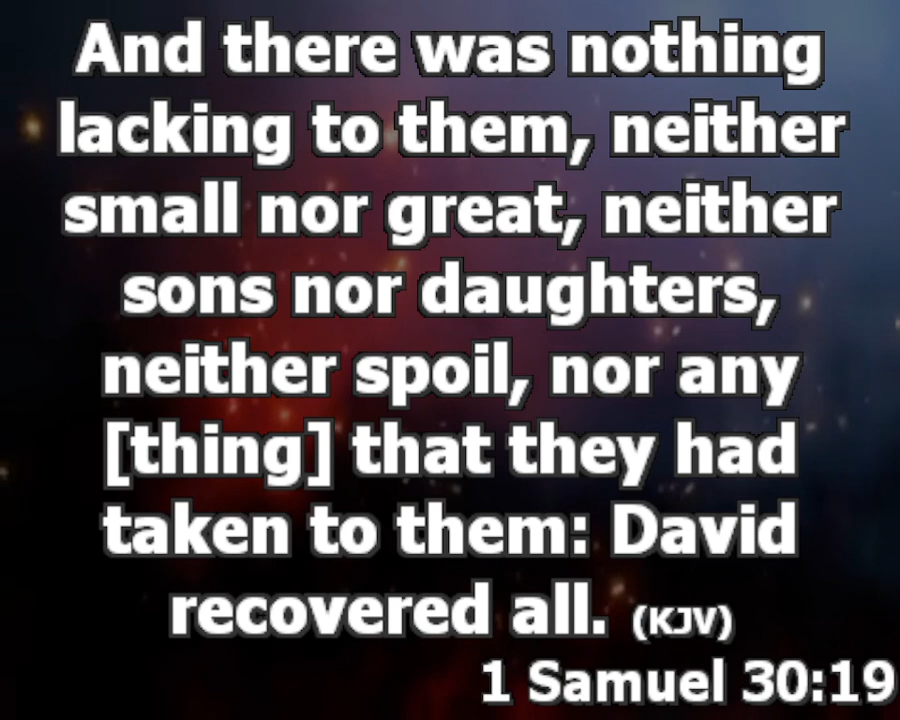 And there was nothing
lacking to them, neither
small nor great, neither
sons nor daughters,
neither spoil, nor any
[thing] that they had
taken to them: David
recovered all. (KJV)
1 Samuel 30:19